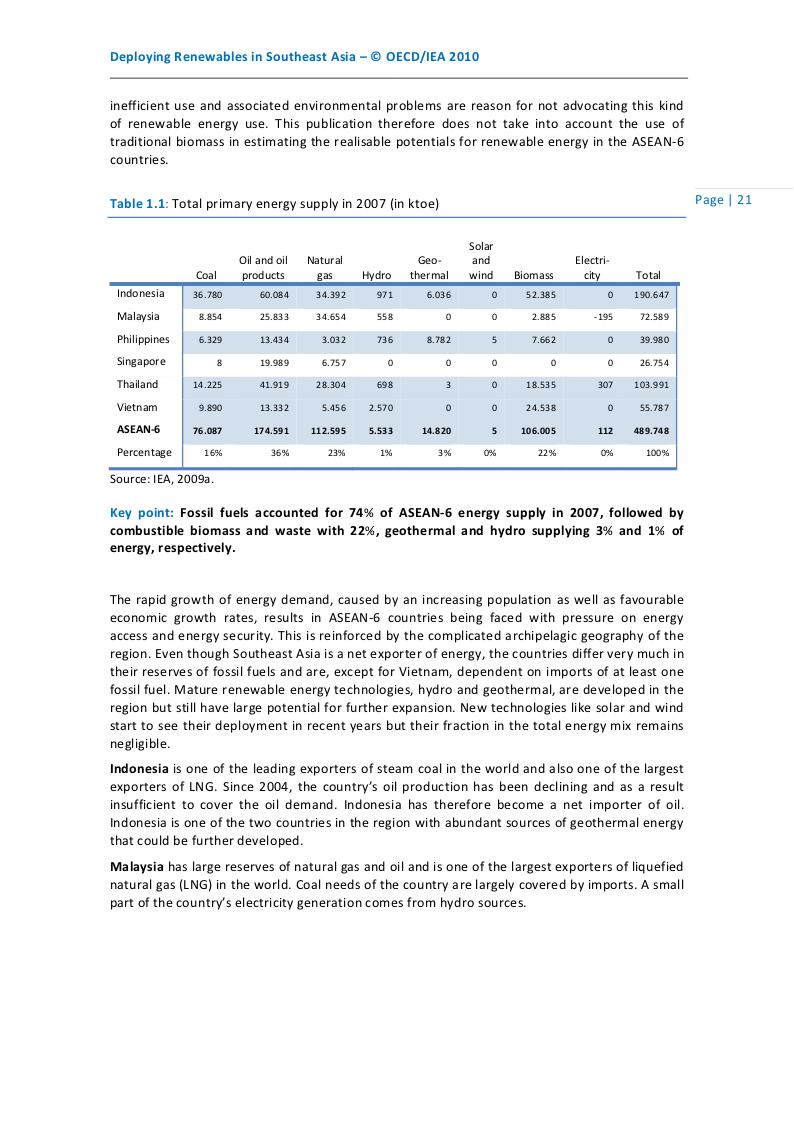 Deploying Renewables in Southeast Asia – © OECD/IEA 2010
inefficient use and associated environmental problems are reason for not advocating this kind
of renewable energy use. This publication therefore does not take into account the use of
traditional biomass in estimating the realisable potentials for renewable energy in the ASEAN-6
countries.
Page | 21
Table 1.1: Total primary energy supply in 2007 (in ktoe)
Coal Oil and oil products Natural gas Hydro Geo-thermal Solar and wind Biomass Electri-city Total
Indonesia 36.780 60.084 34.392 971 6.036 0 52.385 0 190.647
Malaysia 8.854 25.833 34.654 558 0 0 2.885 -195 72.589
Philippines 6.329 13.434 3.032 736 8.782 5 7.662 0 39.980
Singapore 8 19.989 6.757 0 0 0 0 0 26.754
Thailand 14.225 41.919 28.304 698 3 0 18.535 307 103.991
Vietnam 9.890 13.332 5.456 2.570 0 0 24.538 0 55.787
ASEAN-6 76.087 174.591 112.595 5.533 14.820 5 106.005 112 489.748
Percentage 16% 36% 23% 1% 3% 0% 22% 0% 100%
Source: IEA, 2009a.
Key point: Fossil fuels accounted for 74% of ASEAN-6 energy supply in 2007, followed by
combustible biomass and waste with 22%, geothermal and hydro supplying 3% and 1% of
energy, respectively.
The rapid growth of energy demand, caused by an increasing population as well as favourable
economic growth rates, results in ASEAN-6 countries being faced with pressure on energy
access and energy security. This is reinforced by the complicated archipelagic geography of the
region. Even though Southeast Asia is a net exporter of energy, the countries differ very much in
their reserves of fossil fuels and are, except for Vietnam, dependent on imports of at least one
fossil fuel. Mature renewable energy technologies, hydro and geothermal, are developed in the
region but still have large potential for further expansion. New technologies like solar and wind
start to see their deployment in recent years but their fraction in the total energy mix remains
negligible.
Indonesia is one of the leading exporters of steam coal in the world and also one of the largest
exporters of LNG. Since 2004, the country's oil production has been declining and as a result
insufficient to cover the oil demand. Indonesia has therefore become a net importer of oil.
Indonesia is one of the two countries in the region with abundant sources of geothermal energy
that could be further developed.
Malaysia has large reserves of natural gas and oil and is one of the largest exporters of liquefied
natural gas (LNG) in the world. Coal needs of the country are largely covered by imports. A small
part of the country's electricity generation comes from hydro sources.